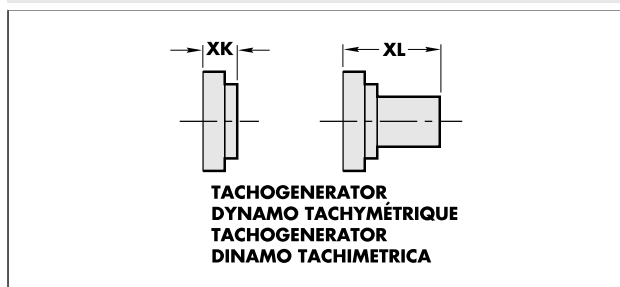 XK XL
TACHOGENERATOR
DYNAMO TACHYMÉTRIQUE
TACHOGENERATOR
DINAMO TACHIMETRICA